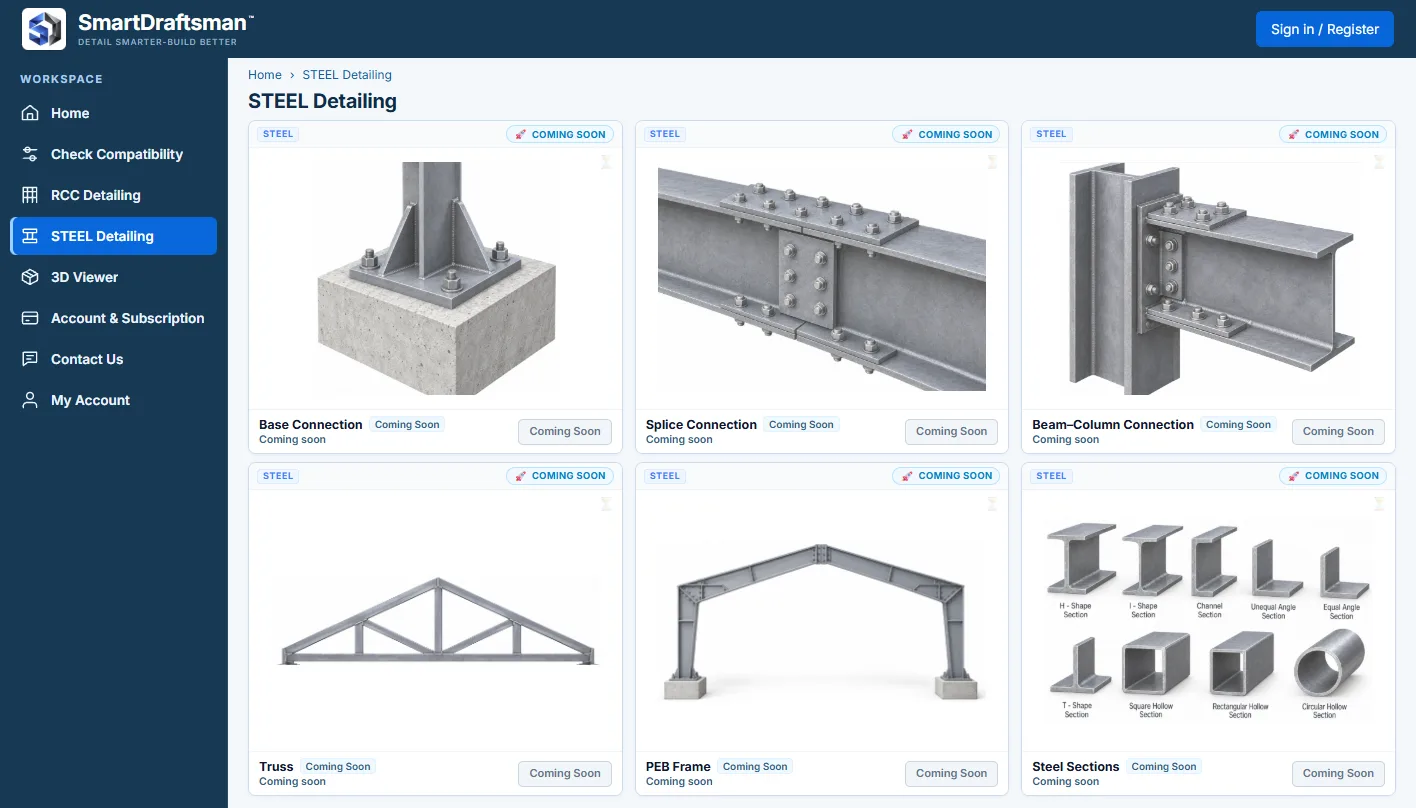 SmartDraftsman™
DETAIL SMARTER-BUILD BETTER
Sign in / Register
WORKSPACE
Home
Check Compatibility
RCC Detailing
STEEL Detailing
3D Viewer
Account & Subscription
Contact Us
My Account
Home › STEEL Detailing
STEEL Detailing
STEEL COMING SOON
Base Connection Coming Soon
Coming soon
Coming Soon
STEEL COMING SOON
Splice Connection Coming Soon
Coming soon
Coming Soon
STEEL COMING SOON
Beam–Column Connection Coming Soon
Coming soon
Coming Soon
STEEL COMING SOON
Truss Coming Soon
Coming soon
Coming Soon
STEEL COMING SOON
PEB Frame Coming Soon
Coming soon
Coming Soon
STEEL COMING SOON
H - Shape
Section
I - Shape
Section
Channel
Section
Unequal Angle
Section
Equal Angle
Section
T - Shape
Section
Square Hollow
Section
Rectangular Hollow
Section
Circular Hollow
Section
Steel Sections Coming Soon
Coming soon
Coming Soon